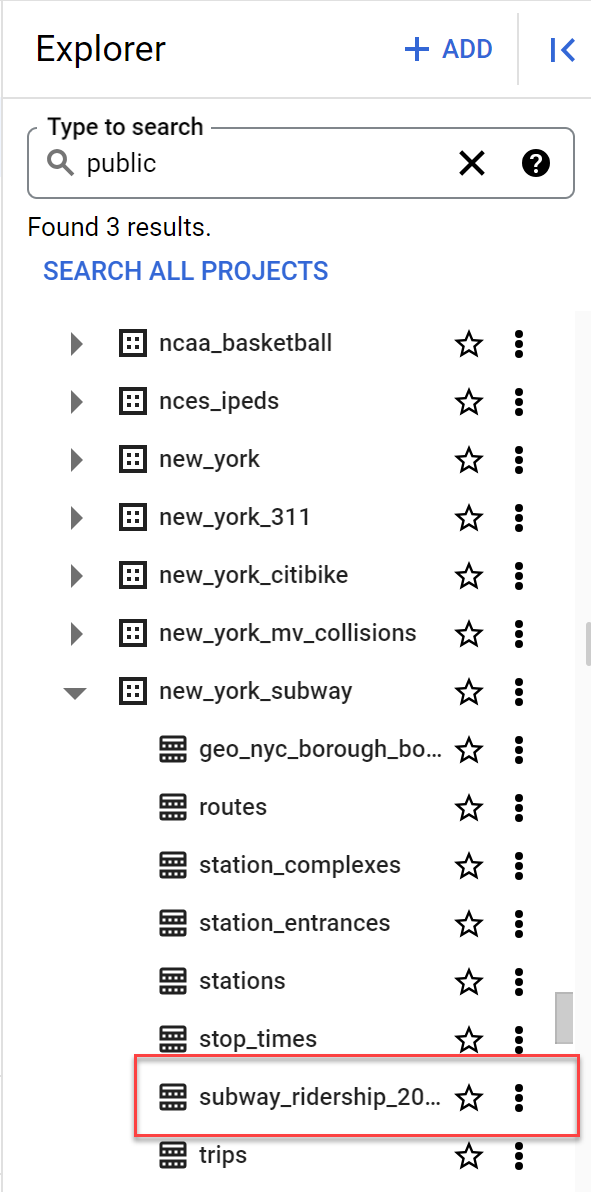 Explorer
+ ADD
Type to search
public
Found 3 results.
SEARCH ALL PROJECTS
ncaa_basketball
nces_ipeds
new_york
new_york_311
new_york_citibike
new_york_mv_collisions
new_york_subway
geo_nyc_borough_bo...
routes
station_complexes
station_entrances
stations
stop_times
subway_ridership_20...
trips